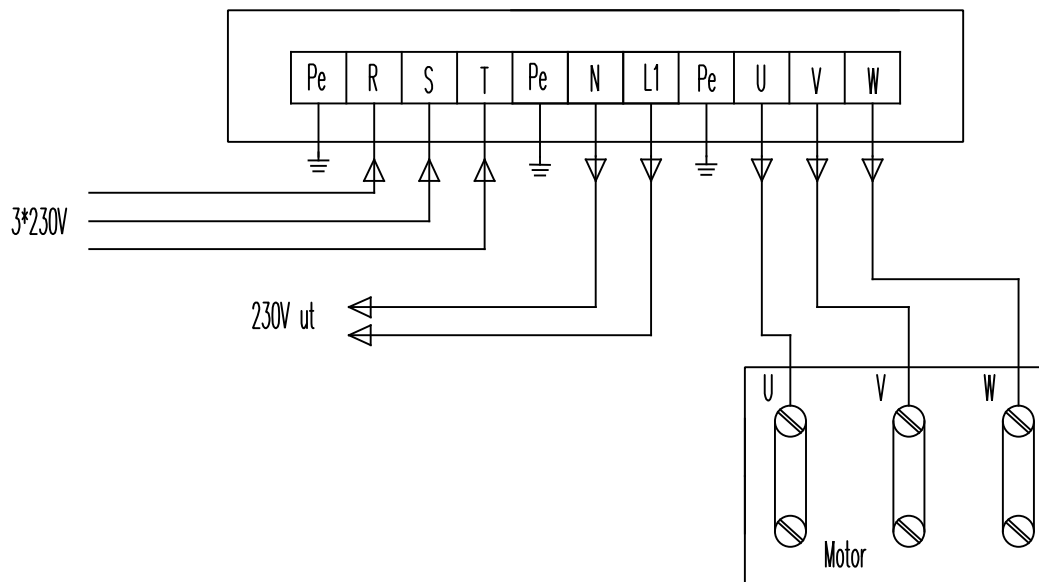 Pe R S T Pe N L1 Pe U V W
3*230V
230V ut
U V W
Motor